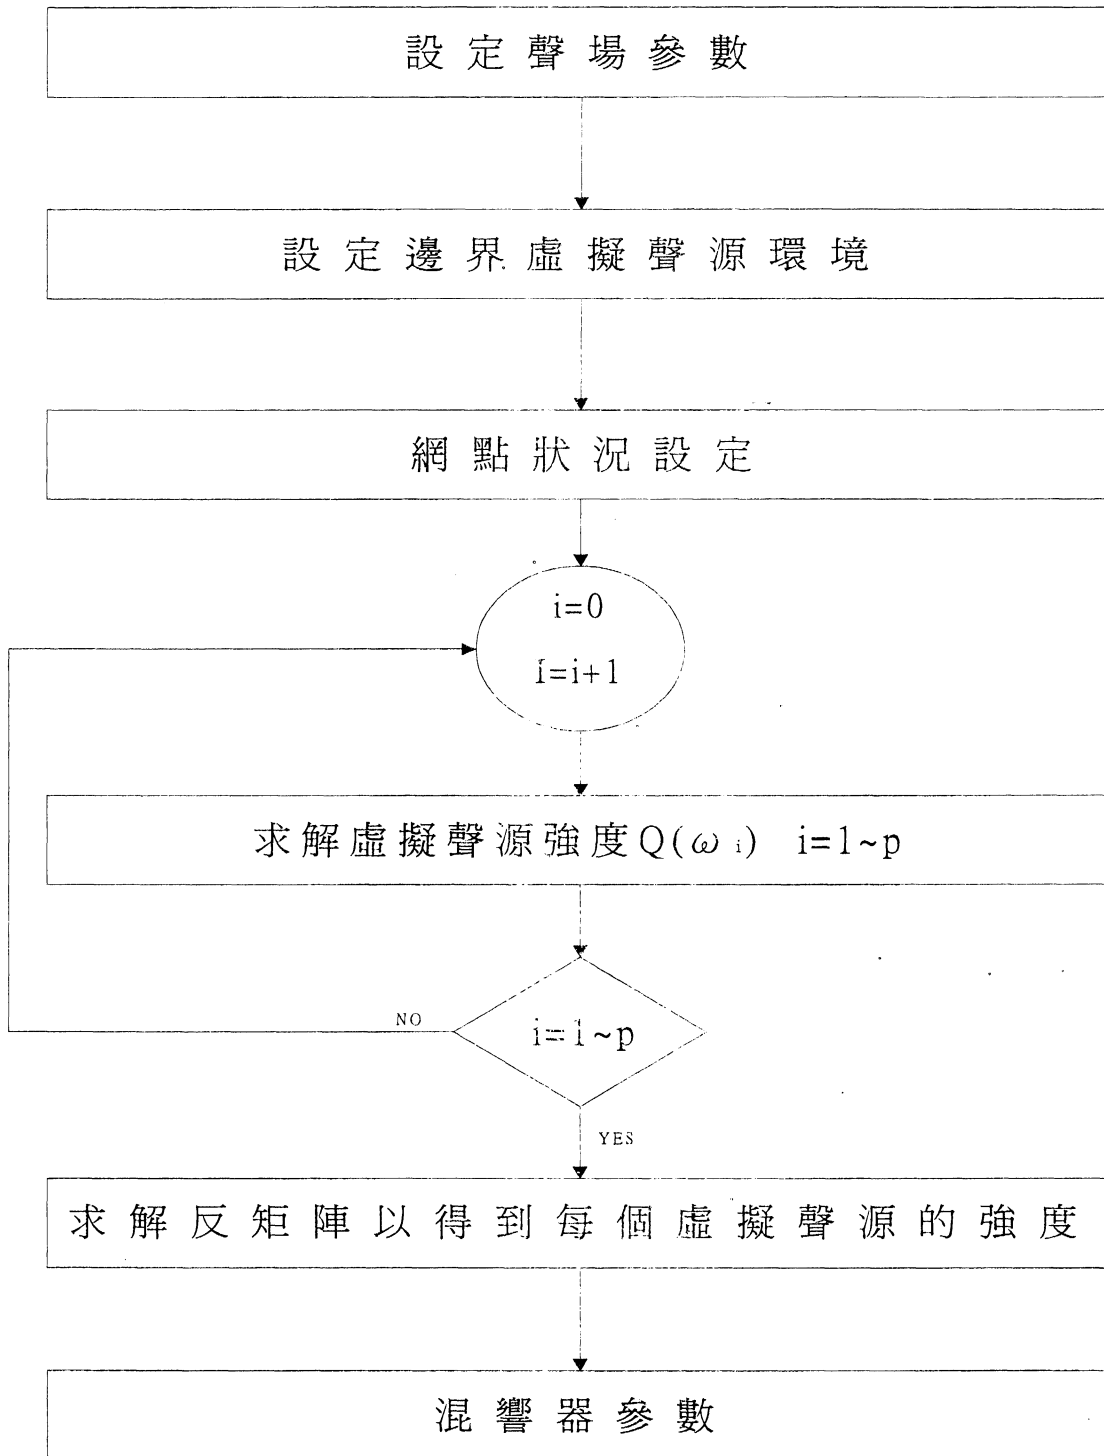 設定聲場參數
設定邊界虛擬聲源環境
網點狀況設定
i=0
I=i+1
求解虛擬聲源強度Q(ω i) i=1~p
NO
i=1~p
YES
求解反矩陣以得到每個虛擬聲源的強度
混響器參數